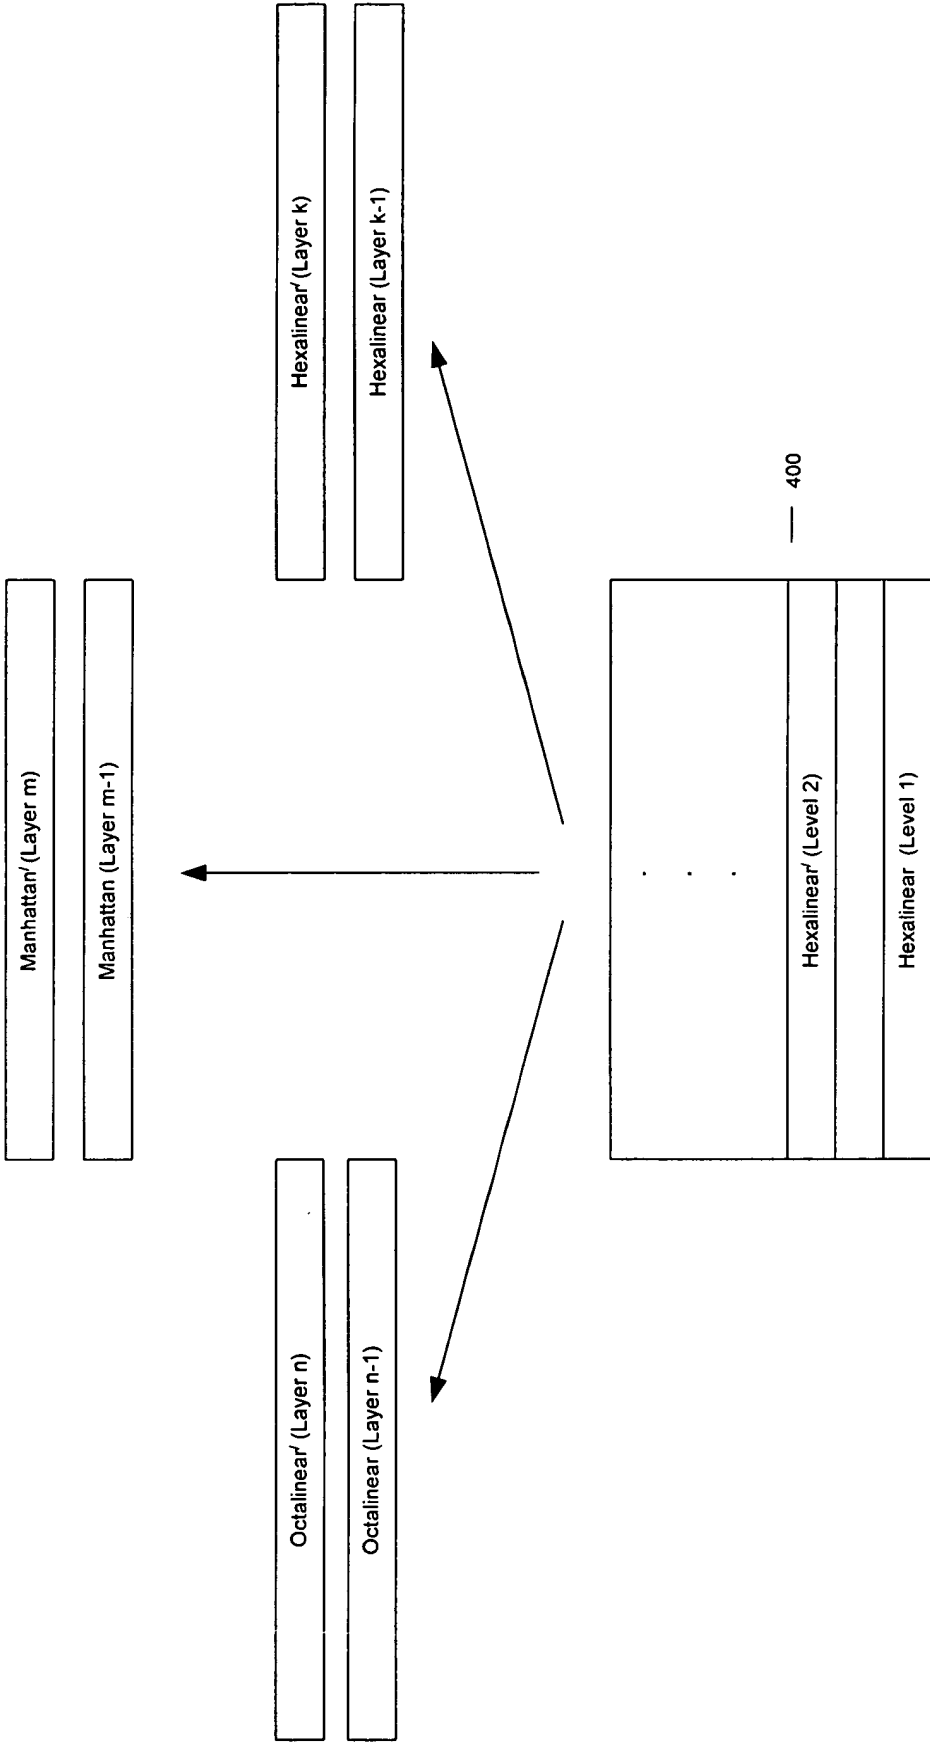 Manhattan′ (Layer m)
Manhattan (Layer m-1)
Octalinear′ (Layer n)
Octalinear (Layer n-1)
Hexalinear′ (Layer k)
Hexalinear (Layer k-1)
Hexalinear′ (Level 2)
400
Hexalinear (Level 1)